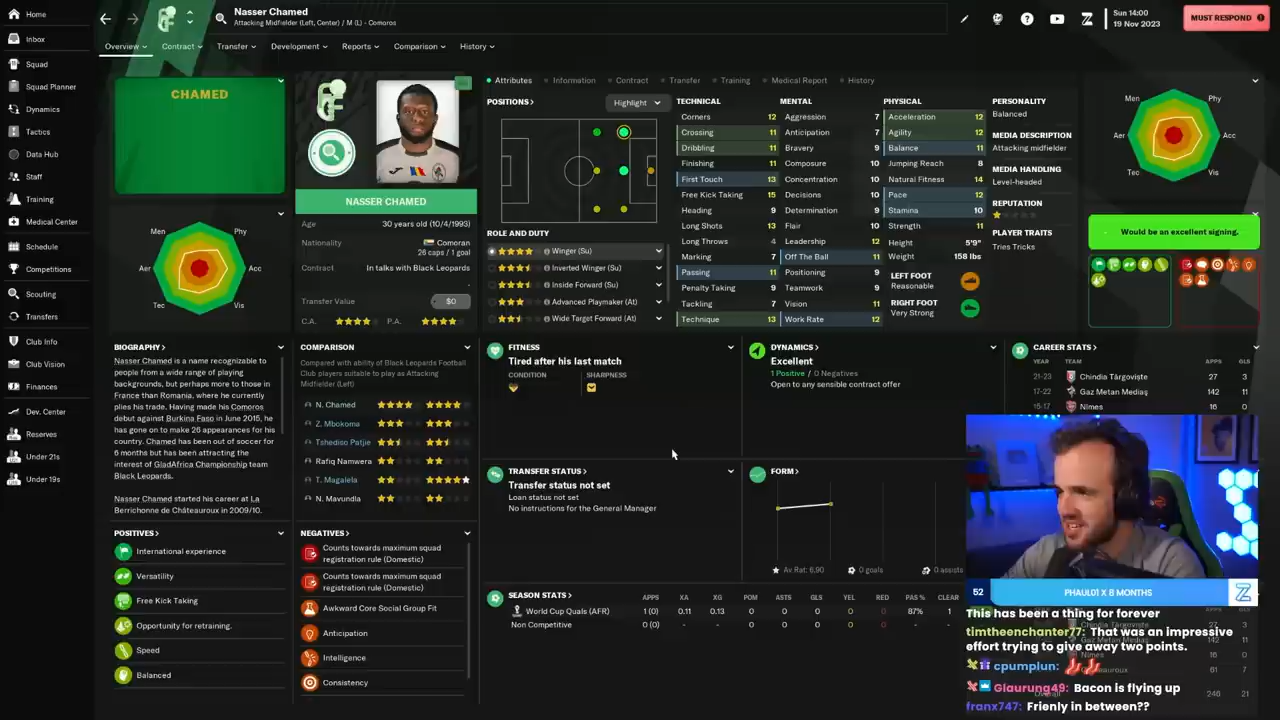 Home
Inbox
Squad
Squad Planner
Dynamics
Tactics
Data Hub
Staff
Training
Medical Center
Schedule
Competitions
Scouting
Transfers
Club Info
Club Vision
Finances
Dev. Center
Reserves
Under 21s
Under 19s
Nasser Chamed
Attacking Midfielder (Left, Center) / M (L) - Comoros
Sun 14:00
19 Nov 2023
MUST RESPOND
Overview
Contract
Transfer
Development
Reports
Comparison
History
CHAMED
Men
Phy
Aer
Acc
Tec
Vis
NASSER CHAMED
Age 30 years old (10/4/1993)
Nationality Comoran
26 caps / 1 goal
Contract In talks with Black Leopards
-
Transfer Value $0
C.A.
P.A.
Attributes
Information
Contract
Transfer
Training
Medical Report
History
POSITIONS>
Highlight
ROLE AND DUTY
Winger (Su)
Inverted Winger (Su)
Inside Forward (Su)
Advanced Playmaker (At)
Wide Target Forward (At)
TECHNICAL
Corners 12
Crossing 11
Dribbling 11
Finishing 11
First Touch 13
Free Kick Taking 15
Heading 9
Long Shots 13
Long Throws 4
Marking 7
Passing 11
Penalty Taking 9
Tackling 7
Technique 13
MENTAL
Aggression 7
Anticipation 7
Bravery 9
Composure 10
Concentration 10
Decisions 10
Determination 9
Flair 10
Leadership 12
Off The Ball 11
Positioning 9
Teamwork 9
Vision 11
Work Rate 12
PHYSICAL
Acceleration 12
Agility 12
Balance 11
Jumping Reach 8
Natural Fitness 14
Pace 12
Stamina 10
Strength 11
Height 5'9"
Weight 158 lbs
LEFT FOOT
Reasonable
RIGHT FOOT
Very Strong
PERSONALITY
Balanced
MEDIA DESCRIPTION
Attacking midfielder
MEDIA HANDLING
Level-headed
REPUTATION
PLAYER TRAITS
Tries Tricks
Men
Phy
Aer
Acc
Tec
Vis
Would be an excellent signing.
BIOGRAPHY>
Nasser Chamed is a name recognizable to
people from a wide range of playing
backgrounds, but perhaps more to those in
France than Romania, where he currently
plies his trade. Having made his Comoros
debut against Burkina Faso in June 2015, he
has gone on to make 26 appearances for his
country. Chamed has been out of soccer for
6 months but has been attracting the
interest of GladAfrica Championship team
Black Leopards.
Nasser Chamed started his career at La
Berrichonne de Châteauroux in 2009/10.
COMPARISON
Compared with ability of Black Leopards Football
Club players suitable to play as Attacking
Midfielder (Left)
N. Chamed
Z. Mbokoma
Tshediso Patjie
Rafiq Namwera
T. Magalela
N. Mavundla
FITNESS
Tired after his last match
CONDITION
SHARPNESS
DYNAMICS>
Excellent
1 Positive / 0 Negatives
Open to any sensible contract offer
CAREER STATS>
YEAR TEAM APPS GLS
21-23 Chindia Târgoviște 27 3
17-22 Gaz Metan Mediaș 142 11
15-17 Nîmes 16 0
TRANSFER STATUS>
Transfer status not set
Loan status not set
No instructions for the General Manager
FORM>
Av.Rat: 6.90
0 goals
0 assists
POSITIVES
International experience
Versatility
Free Kick Taking
Opportunity for retraining.
Speed
Balanced
NEGATIVES
Counts towards maximum squad
registration rule (Domestic)
Counts towards maximum squad
registration rule (Domestic)
Awkward Core Social Group Fit
Anticipation
Intelligence
Consistency
SEASON STATS>
APPS XA XG POM ASTS GLS YEL RED PAS % CLEAR
World Cup Quals (AFR) 1 (0) 0.11 0.13 0 0 0 0 0 87% 1
Non Competitive 0 (0) - - 0 0 0 0 0 - -
52 PHAUL01 X 8 MONTHS
This has been a thing for forever
timtheenchanter77: That was an impressive
effort trying to give away two points.
cpumplun:
Glaurung49: Bacon is flying up
franx747: Frienly in between??